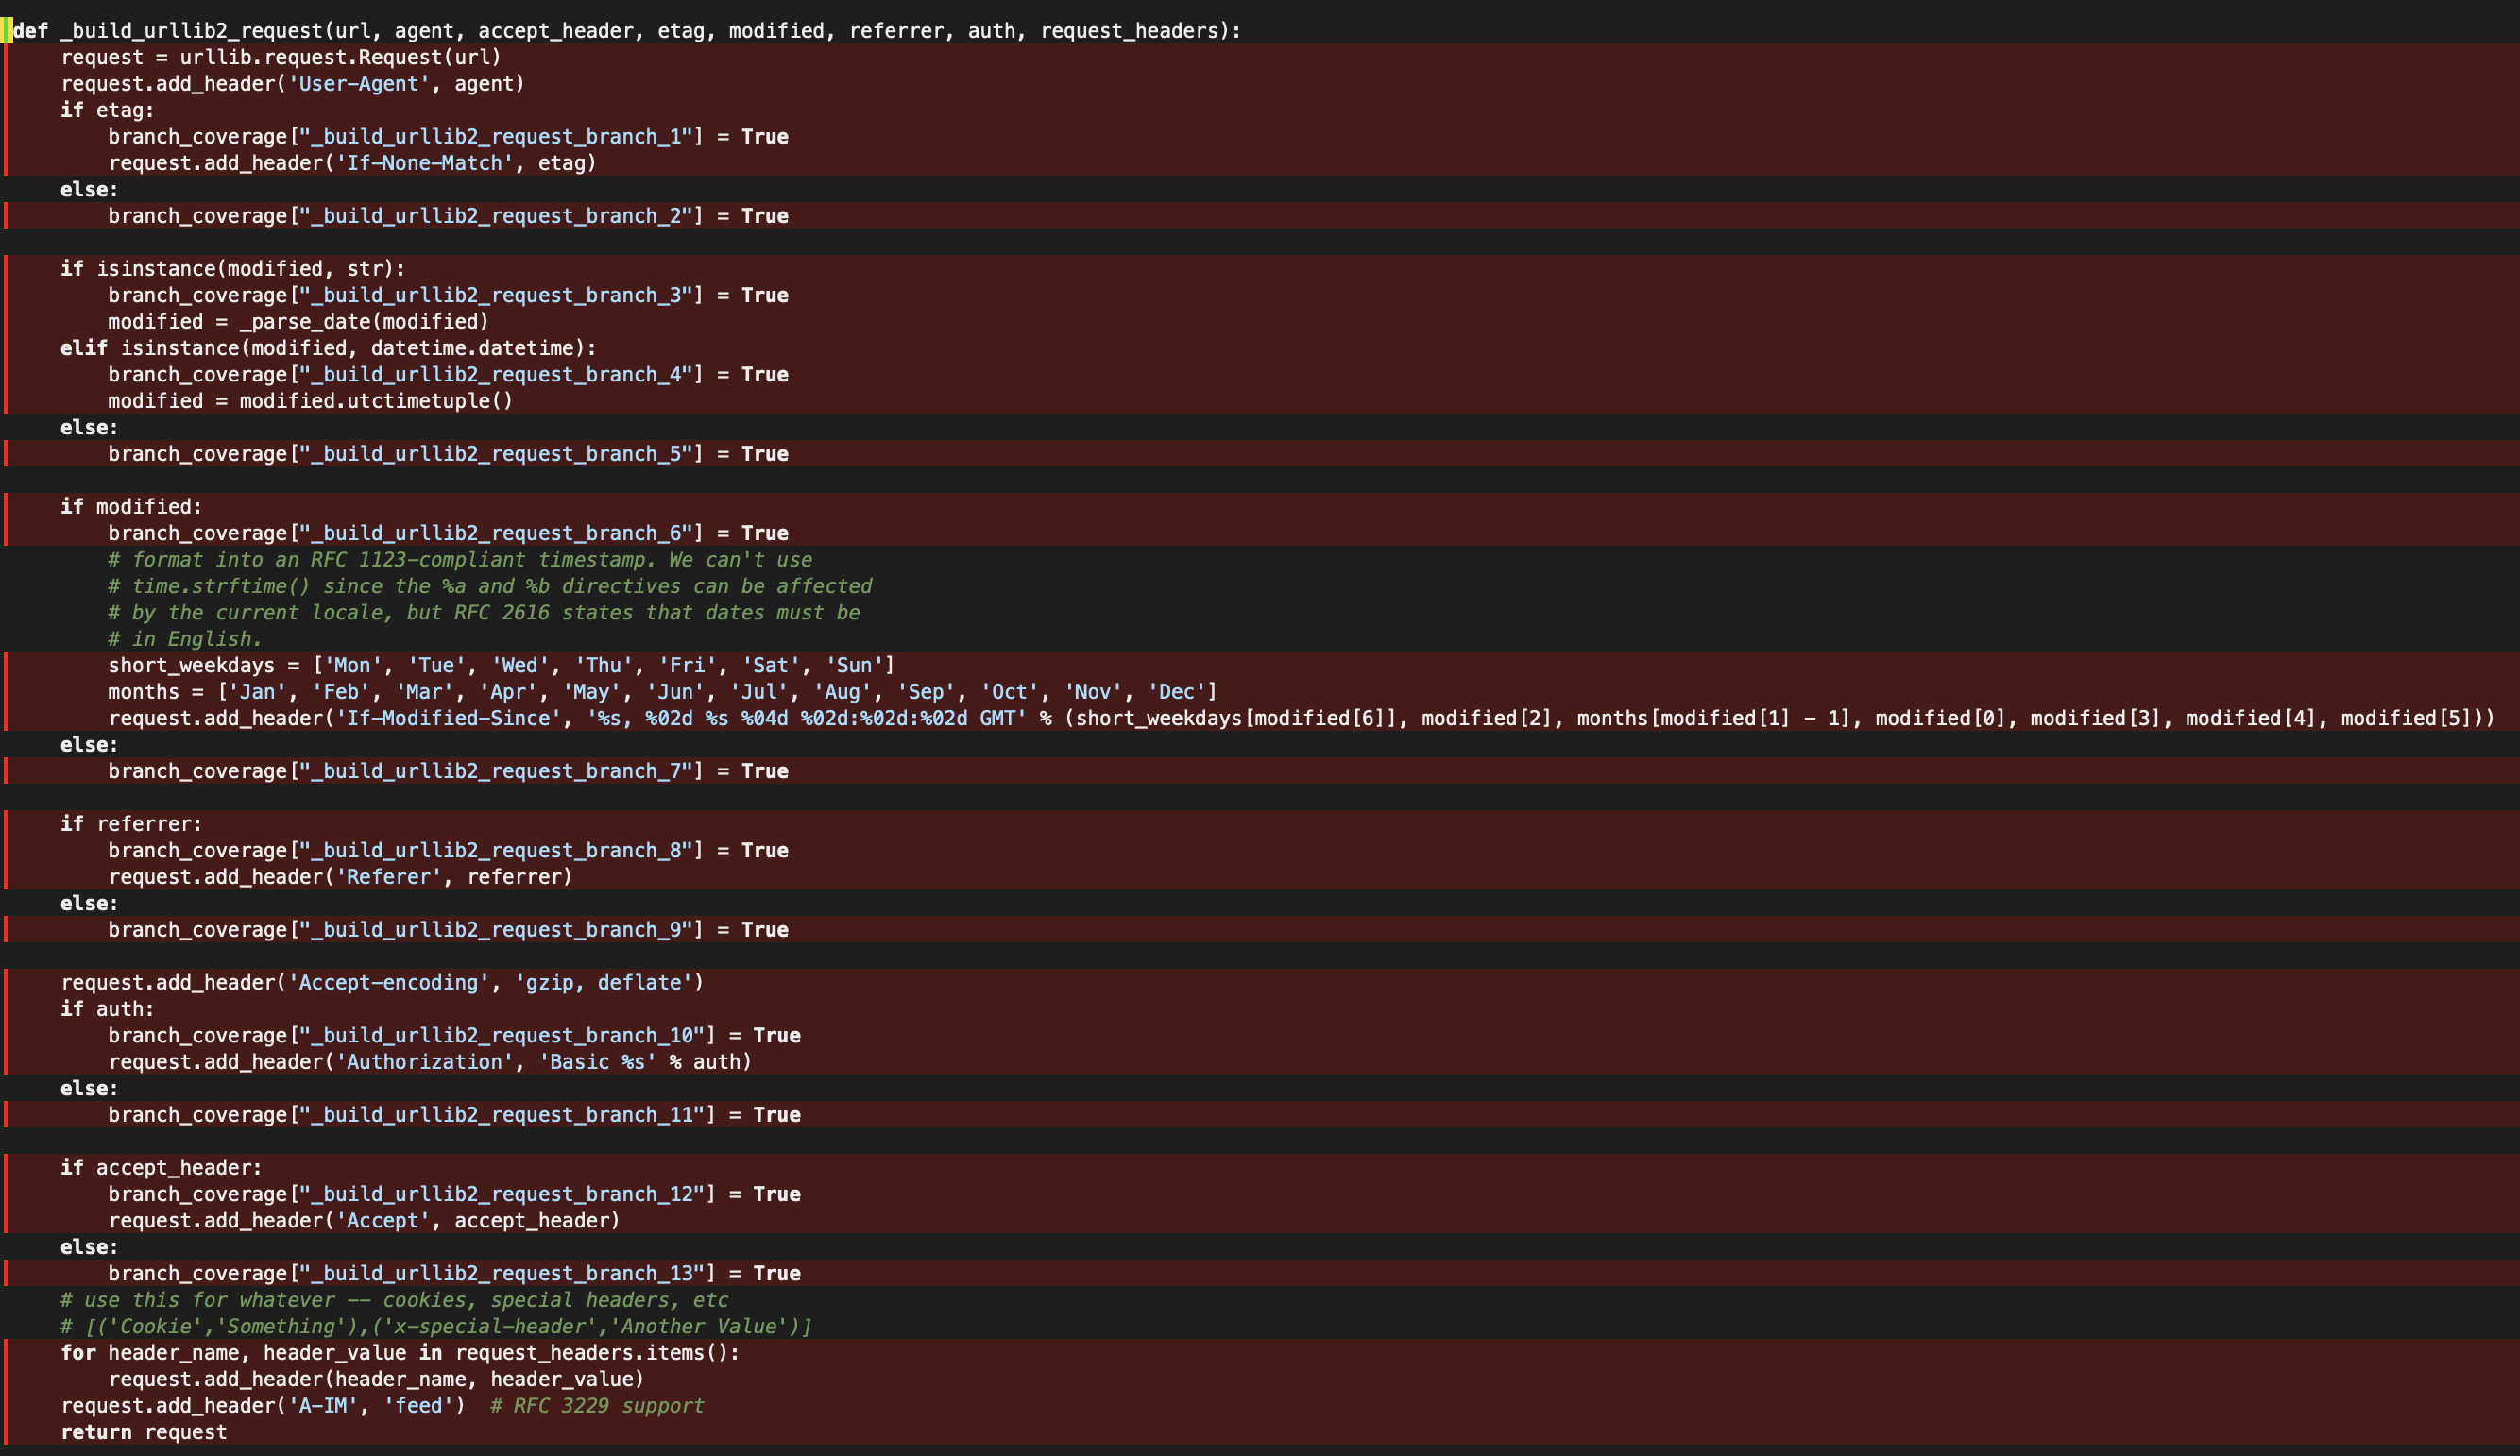 def _build_urllib2_request(url, agent, accept_header, etag, modified, referrer, auth, request_headers):
    request = urllib.request.Request(url)
    request.add_header('User-Agent', agent)
    if etag:
        branch_coverage["_build_urllib2_request_branch_1"] = True
        request.add_header('If-None-Match', etag)
    else:
        branch_coverage["_build_urllib2_request_branch_2"] = True

    if isinstance(modified, str):
        branch_coverage["_build_urllib2_request_branch_3"] = True
        modified = _parse_date(modified)
    elif isinstance(modified, datetime.datetime):
        branch_coverage["_build_urllib2_request_branch_4"] = True
        modified = modified.utctimetuple()
    else:
        branch_coverage["_build_urllib2_request_branch_5"] = True

    if modified:
        branch_coverage["_build_urllib2_request_branch_6"] = True
        # format into an RFC 1123-compliant timestamp. We can't use
        # time.strftime() since the %a and %b directives can be affected
        # by the current locale, but RFC 2616 states that dates must be
        # in English.
        short_weekdays = ['Mon', 'Tue', 'Wed', 'Thu', 'Fri', 'Sat', 'Sun']
        months = ['Jan', 'Feb', 'Mar', 'Apr', 'May', 'Jun', 'Jul', 'Aug', 'Sep', 'Oct', 'Nov', 'Dec']
        request.add_header('If-Modified-Since', '%s, %02d %s %04d %02d:%02d:%02d GMT' % (short_weekdays[modified[6]], modified[2], months[modified[1] - 1], modified[0], modified[3], modified[4], modified[5]))
    else:
        branch_coverage["_build_urllib2_request_branch_7"] = True

    if referrer:
        branch_coverage["_build_urllib2_request_branch_8"] = True
        request.add_header('Referer', referrer)
    else:
        branch_coverage["_build_urllib2_request_branch_9"] = True

    request.add_header('Accept-encoding', 'gzip, deflate')
    if auth:
        branch_coverage["_build_urllib2_request_branch_10"] = True
        request.add_header('Authorization', 'Basic %s' % auth)
    else:
        branch_coverage["_build_urllib2_request_branch_11"] = True

    if accept_header:
        branch_coverage["_build_urllib2_request_branch_12"] = True
        request.add_header('Accept', accept_header)
    else:
        branch_coverage["_build_urllib2_request_branch_13"] = True
    # use this for whatever -- cookies, special headers, etc
    # [('Cookie','Something'),('x-special-header','Another Value')]
    for header_name, header_value in request_headers.items():
        request.add_header(header_name, header_value)
    request.add_header('A-IM', 'feed')  # RFC 3229 support
    return request